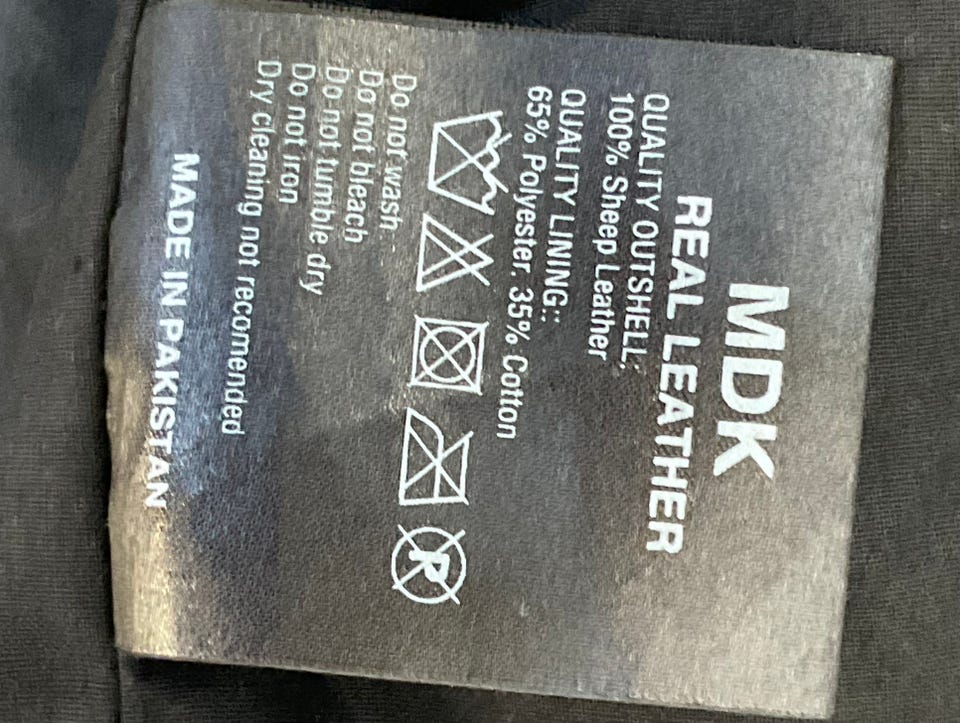 MDK
REAL LEATHER
QUALITY OUTSHELL:
100% Sheep Leather
QUALITY LINING::
65% Polyester. 35% Cotton
P
Do not wash
Do not bleach
Do not tumble dry
Do not iron
Dry cleaning not recomended
MADE IN PAKISTAN